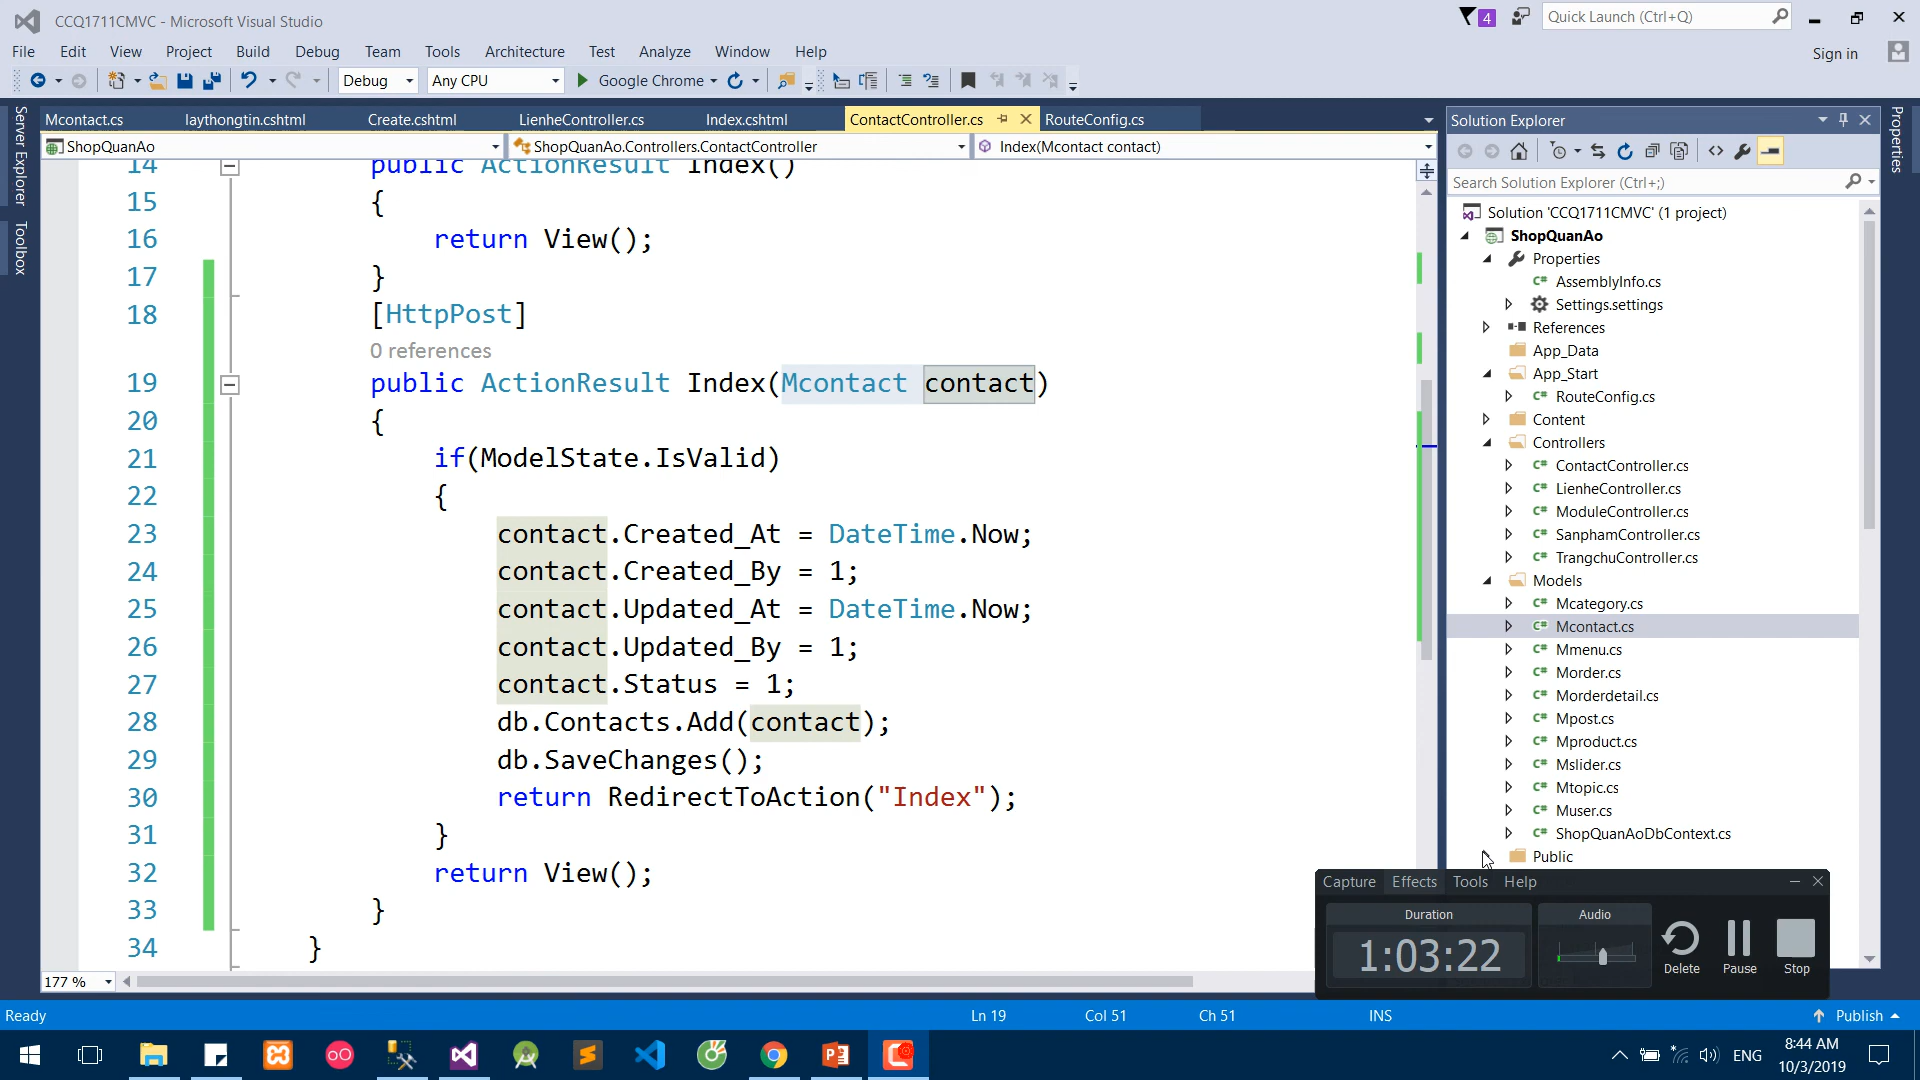 CCQ1711CMVC - Microsoft Visual Studio
4
Quick Launch (Ctrl+Q)
File Edit View Project Build Debug Team Tools Architecture Test Analyze Window Help
Sign in
Debug Any CPU Google Chrome
Server Explorer
Toolbox
Mcontact.cs laythongtin.cshtml Create.cshtml LienheController.cs Index.cshtml ContactController.cs RouteConfig.cs
ShopQuanAo ShopQuanAo.Controllers.ContactController Index(Mcontact contact)
14 public ActionResult Index()
15 {
16 return View();
17 }
18 [HttpPost]
0 references
19 public ActionResult Index(Mcontact contact)
20 {
21 if(ModelState.IsValid)
22 {
23 contact.Created_At = DateTime.Now;
24 contact.Created_By = 1;
25 contact.Updated_At = DateTime.Now;
26 contact.Updated_By = 1;
27 contact.Status = 1;
28 db.Contacts.Add(contact);
29 db.SaveChanges();
30 return RedirectToAction("Index");
31 }
32 return View();
33 }
34 }
177 %
Solution Explorer
Properties
Search Solution Explorer (Ctrl+;)
Solution 'CCQ1711CMVC' (1 project)
ShopQuanAo
Properties
AssemblyInfo.cs
Settings.settings
References
App_Data
App_Start
RouteConfig.cs
Content
Controllers
ContactController.cs
LienheController.cs
ModuleController.cs
SanphamController.cs
TrangchuController.cs
Models
Mcategory.cs
Mcontact.cs
Mmenu.cs
Morder.cs
Morderdetail.cs
Mpost.cs
Mproduct.cs
Mslider.cs
Mtopic.cs
Muser.cs
ShopQuanAoDbContext.cs
Public
Capture Effects Tools Help
Duration
1:03:22
Audio
Delete
Pause
Stop
Ready Ln 19 Col 51 Ch 51 INS Publish
ENG
8:44 AM
10/3/2019